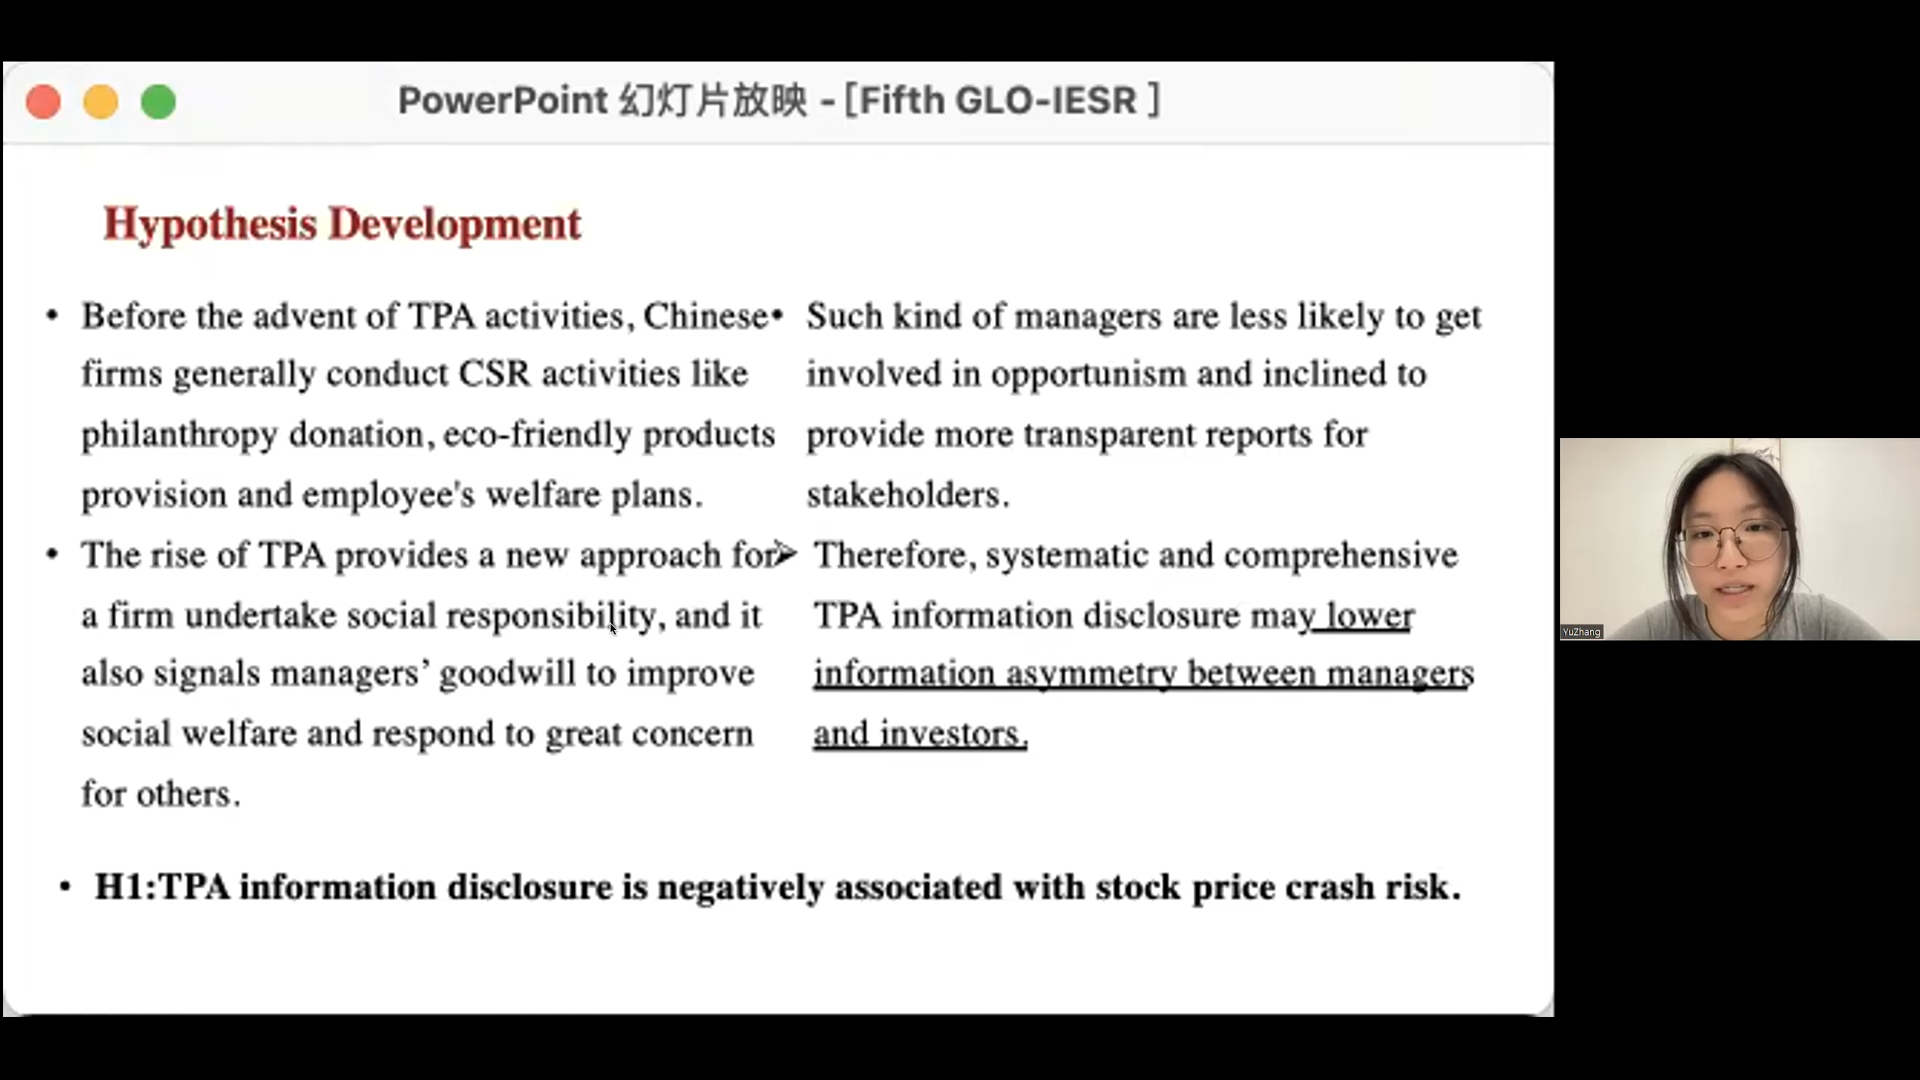 PowerPoint 幻灯片放映 - [Fifth GLO-IESR ]
Hypothesis Development
• Before the advent of TPA activities, Chinese
firms generally conduct CSR activities like
philanthropy donation, eco-friendly products
provision and employee's welfare plans.
• The rise of TPA provides a new approach for
a firm undertake social responsibility, and it
also signals managers’ goodwill to improve
social welfare and respond to great concern
for others.
• Such kind of managers are less likely to get
involved in opportunism and inclined to
provide more transparent reports for
stakeholders.
➢ Therefore, systematic and comprehensive
TPA information disclosure may lower
information asymmetry between managers
and investors.
• H1:TPA information disclosure is negatively associated with stock price crash risk.
YuZhang